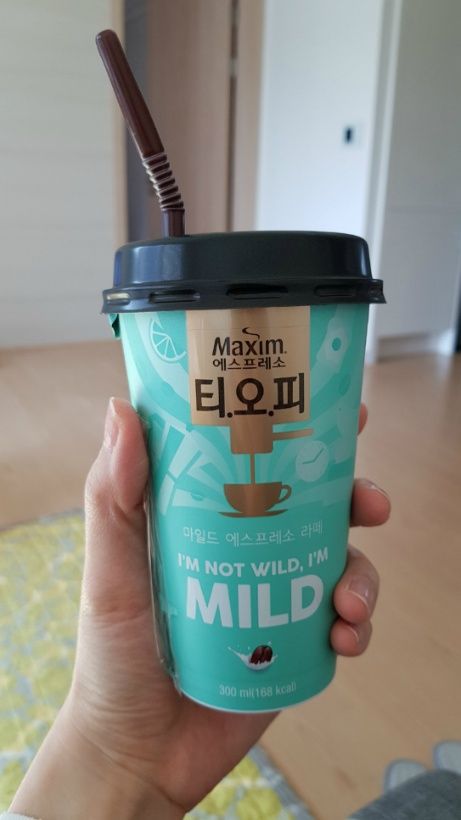 Maxim.
에스프레소
티.오.피
마일드 에스프레소 라떼
I'M NOT WILD, I'M
MILD
300 ml(168 kcal)